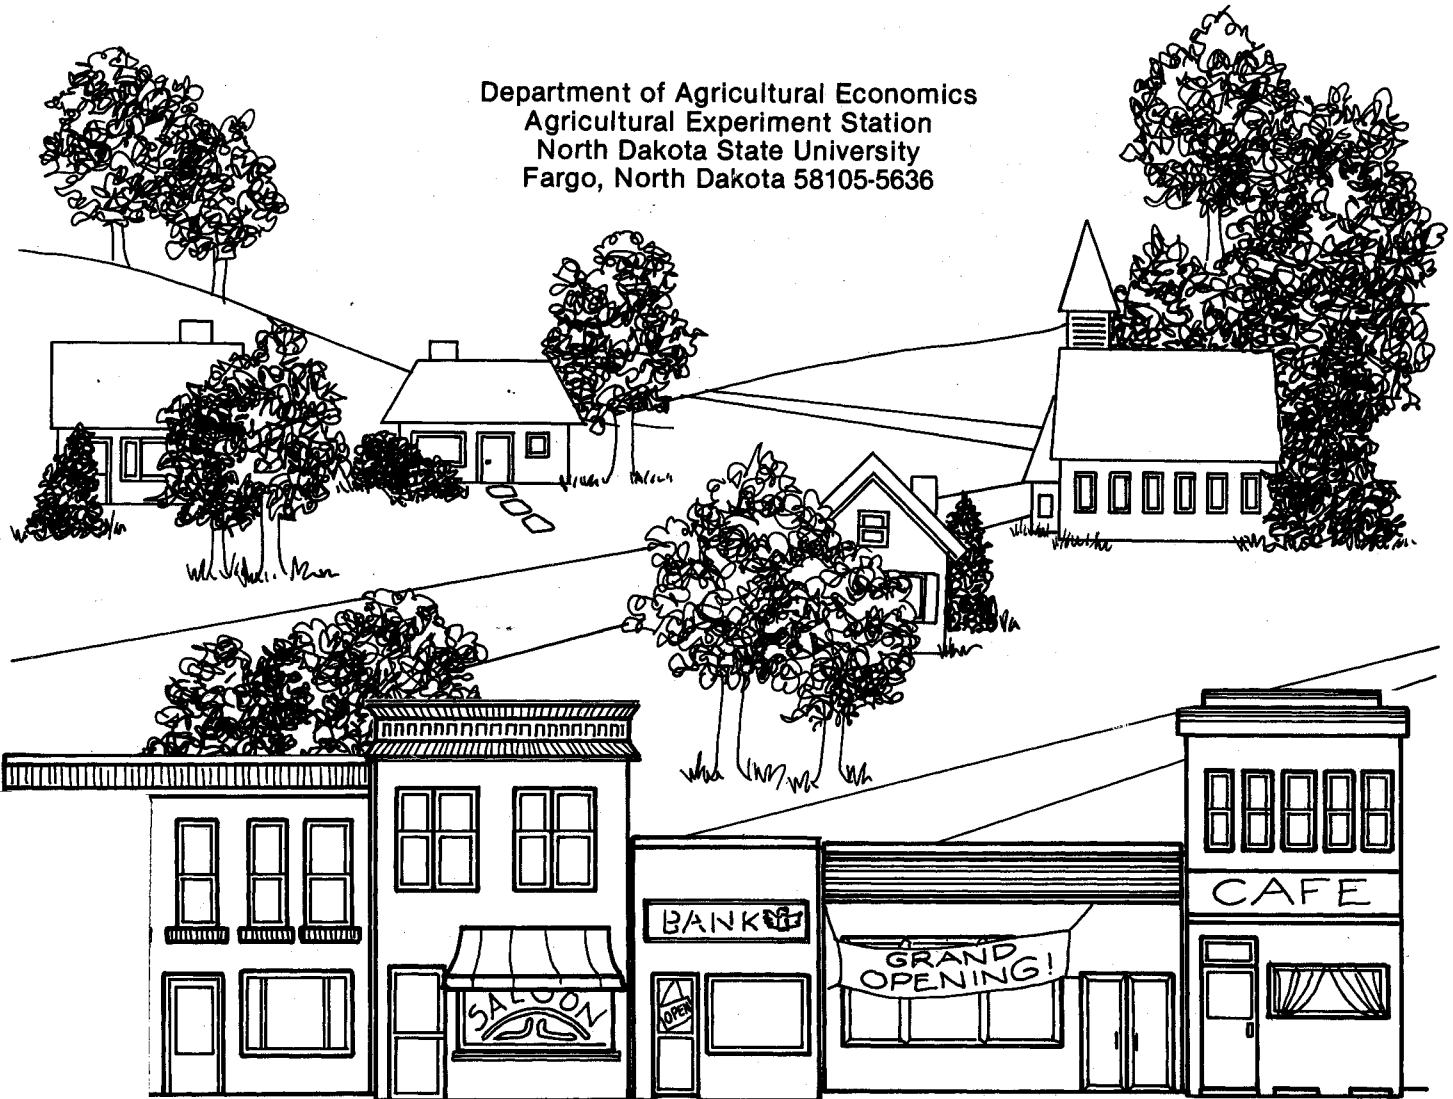 Department of Agricultural Economics
Agricultural Experiment Station
North Dakota State University
Fargo, North Dakota 58105-5636
BANK
CAFE
GRAND
OPENING!
SALOON
OPEN